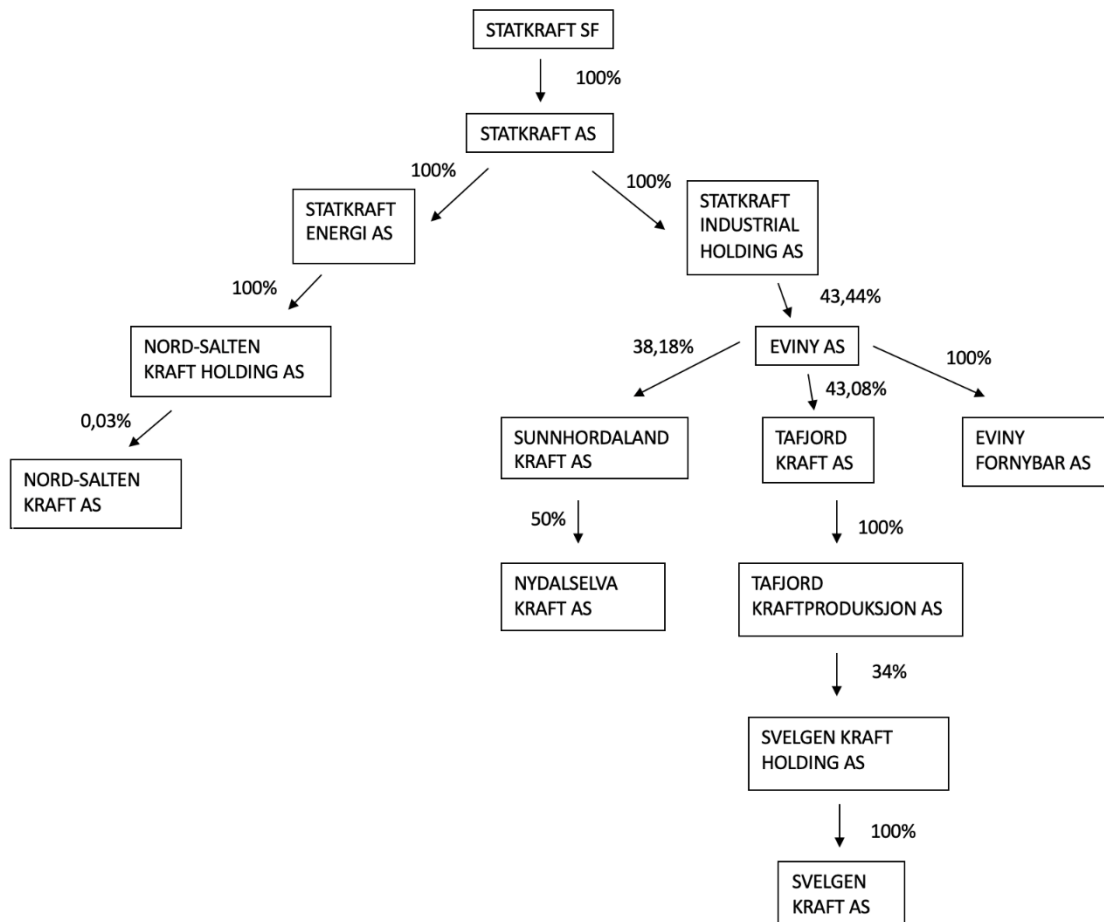 STATKRAFT SF
100%
STATKRAFT AS
100%
100%
STATKRAFT
ENERGI AS
STATKRAFT
INDUSTRIAL
HOLDING AS
100%
43,44%
NORD-SALTEN
KRAFT HOLDING AS
EVINY AS
38,18%
100%
43,08%
0,03%
NORD-SALTEN
KRAFT AS
SUNNHORDALAND
KRAFT AS
TAFJORD
KRAFT AS
EVINY
FORNYBAR AS
50%
100%
NYDALSELVA
KRAFT AS
TAFJORD
KRAFTPRODUKSJON AS
34%
SVELGEN KRAFT
HOLDING AS
100%
SVELGEN
KRAFT AS